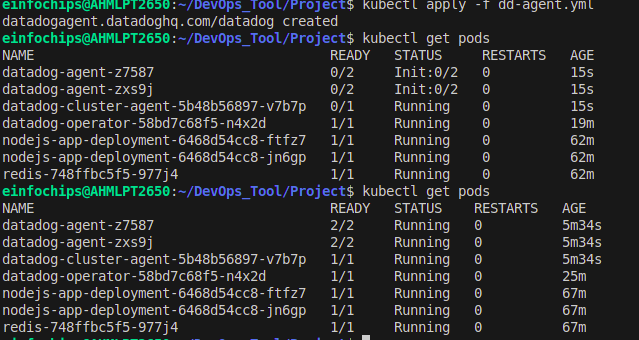 einfochips@AHMLPT2650:~/DevOps_Tool/Project$ kubectl apply -f dd-agent.yml
datadogagent.datadoghq.com/datadog created
einfochips@AHMLPT2650:~/DevOps_Tool/Project$ kubectl get pods
NAME READY STATUS RESTARTS AGE
datadog-agent-z7587 0/2 Init:0/2 0 15s
datadog-agent-zxs9j 0/2 Init:0/2 0 15s
datadog-cluster-agent-5b48b56897-v7b7p 0/1 Running 0 15s
datadog-operator-58bd7c68f5-n4x2d 1/1 Running 0 19m
nodejs-app-deployment-6468d54cc8-ftfz7 1/1 Running 0 62m
nodejs-app-deployment-6468d54cc8-jn6gp 1/1 Running 0 62m
redis-748ffbc5f5-977j4 1/1 Running 0 62m
einfochips@AHMLPT2650:~/DevOps_Tool/Project$ kubectl get pods
NAME READY STATUS RESTARTS AGE
datadog-agent-z7587 2/2 Running 0 5m34s
datadog-agent-zxs9j 2/2 Running 0 5m34s
datadog-cluster-agent-5b48b56897-v7b7p 1/1 Running 0 5m34s
datadog-operator-58bd7c68f5-n4x2d 1/1 Running 0 25m
nodejs-app-deployment-6468d54cc8-ftfz7 1/1 Running 0 67m
nodejs-app-deployment-6468d54cc8-jn6gp 1/1 Running 0 67m
redis-748ffbc5f5-977j4 1/1 Running 0 67m